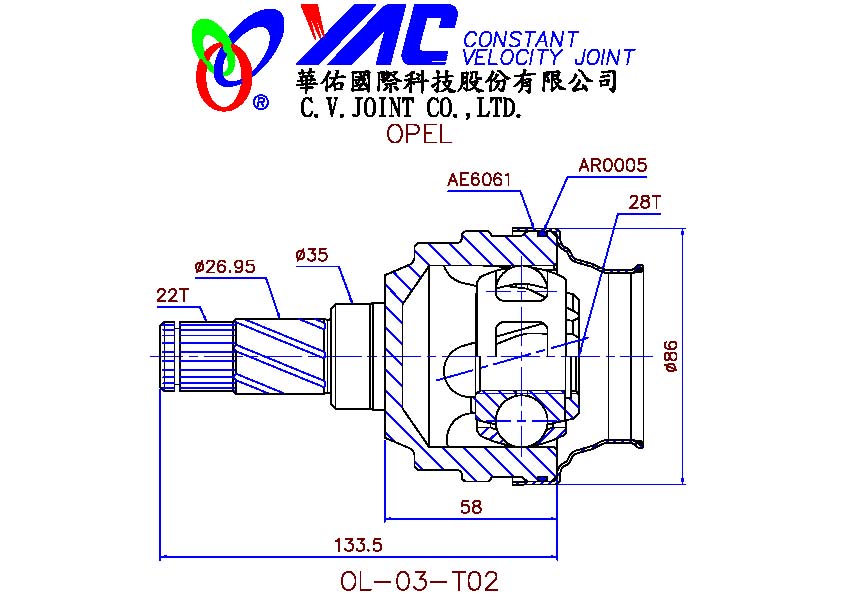 YAC CONSTANT
VELOCITY JOINT
®
華佑國際科技股份有限公司
C.V.JOINT CO.,LTD.
OPEL
AR0005
AE6061
28T
ø35
ø26.95
22T
ø86
58
133.5
OL-03-T02